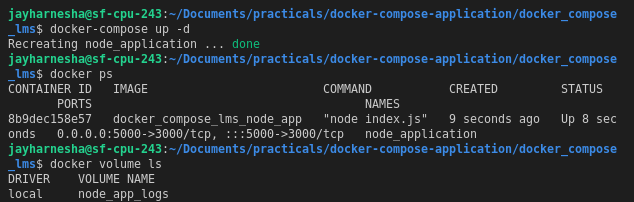 jayharnesha@sf-cpu-243:~/Documents/practicals/docker-compose-application/docker_compose
_lms$ docker-compose up -d
Recreating node_application ... done
jayharnesha@sf-cpu-243:~/Documents/practicals/docker-compose-application/docker_compose
_lms$ docker ps
CONTAINER ID   IMAGE                         COMMAND           CREATED         STATUS
       PORTS                                       NAMES
8b9dec158e57   docker_compose_lms_node_app   "node index.js"   9 seconds ago   Up 8 sec
onds   0.0.0.0:5000->3000/tcp, :::5000->3000/tcp   node_application
jayharnesha@sf-cpu-243:~/Documents/practicals/docker-compose-application/docker_compose
_lms$ docker volume ls
DRIVER    VOLUME NAME
local     node_app_logs